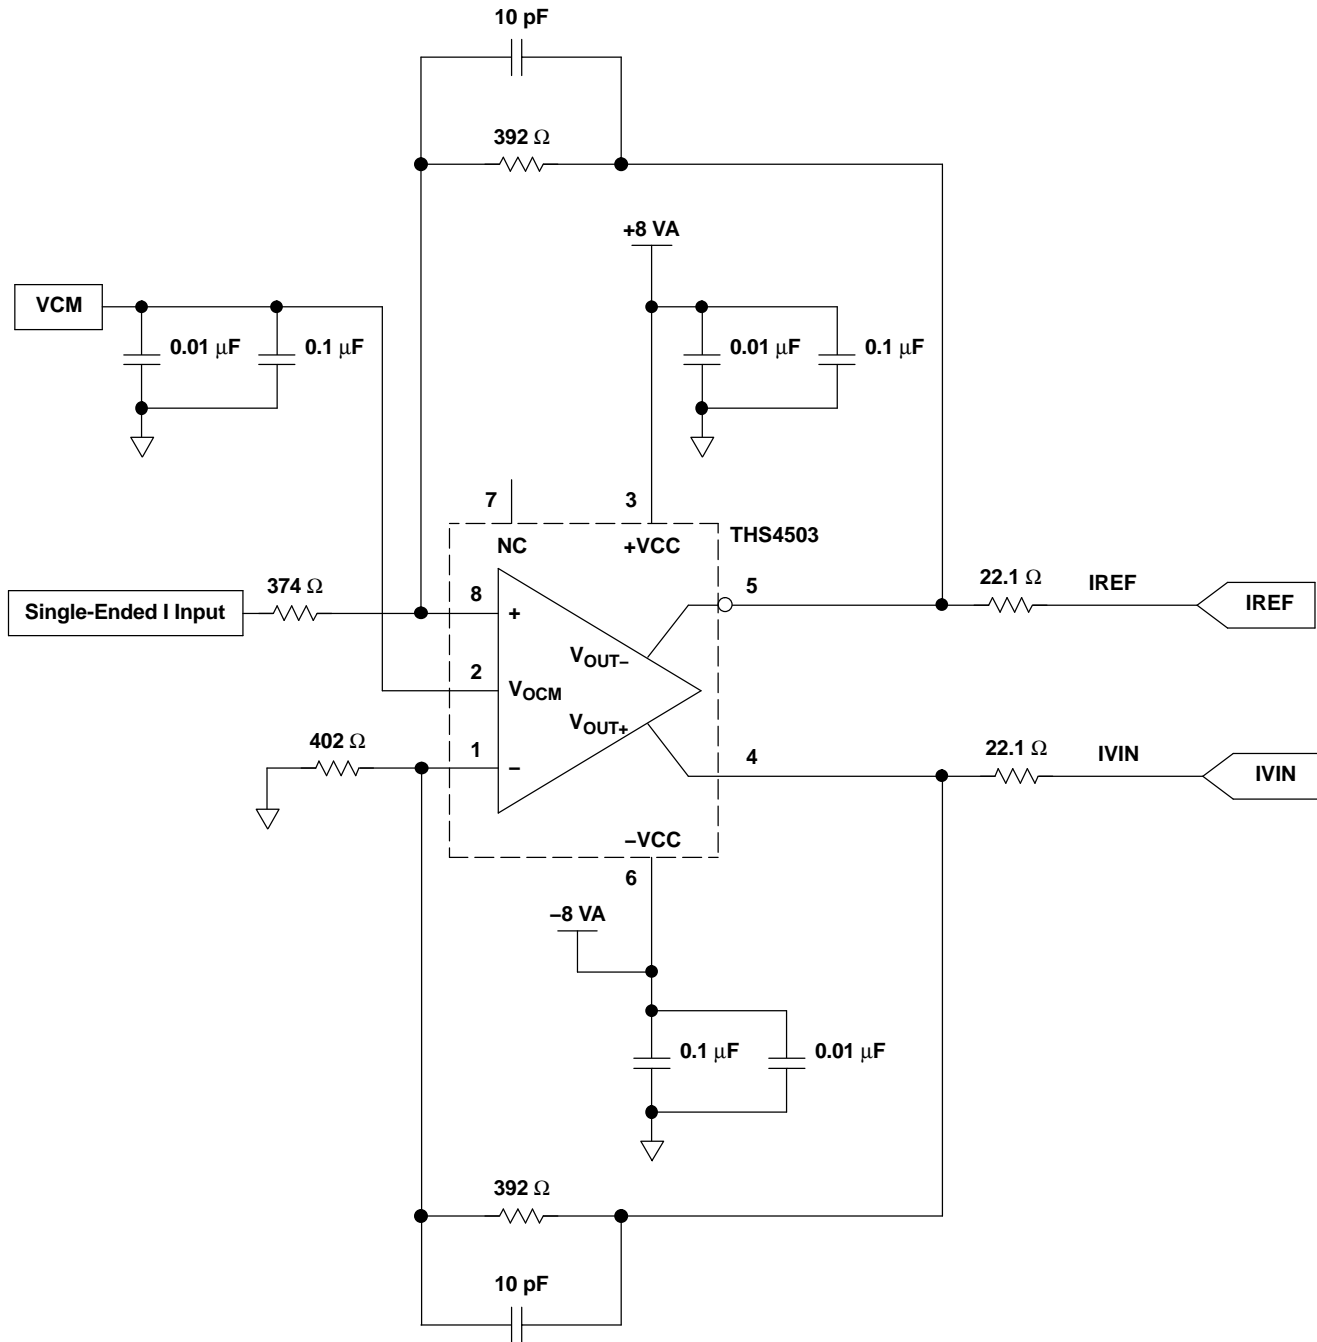 10 pF
392 Ω
+8 VA
VCM
0.01 μF
0.1 μF
0.01 μF
0.1 μF
7
3
THS4503
NC
+VCC
374 Ω
8
5
22.1 Ω
IREF
IREF
Single-Ended I Input
+
VOUT–
2
VOCM
VOUT+
402 Ω
1
–
4
22.1 Ω
IVIN
IVIN
–VCC
6
–8 VA
0.1 μF
0.01 μF
392 Ω
10 pF